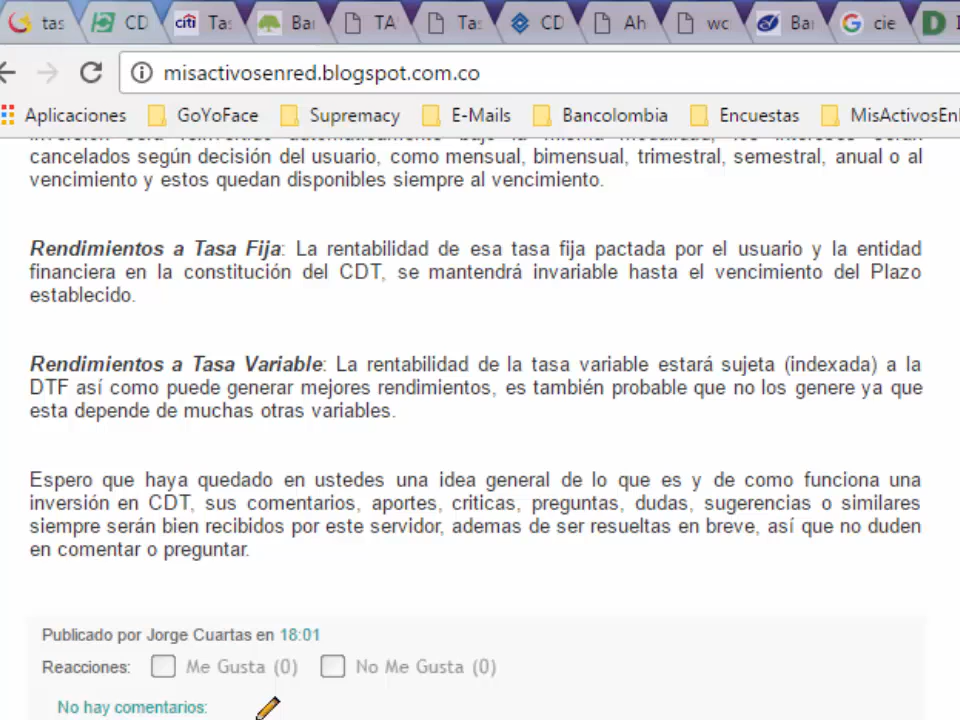 tas CD citi Tas Bar TA Tas CD Ah wc Bar cie
misactivosenred.blogspot.com.co
Aplicaciones GoYoFace Supremacy E-Mails Bancolombia Encuestas MisActivosEnl
cancelados según decisión del usuario, como mensual, bimensual, trimestral, semestral, anual o al
vencimiento y estos quedan disponibles siempre al vencimiento.
Rendimientos a Tasa Fija: La rentabilidad de esa tasa fija pactada por el usuario y la entidad
financiera en la constitución del CDT, se mantendrá invariable hasta el vencimiento del Plazo
establecido.
Rendimientos a Tasa Variable: La rentabilidad de la tasa variable estará sujeta (indexada) a la
DTF así como puede generar mejores rendimientos, es también probable que no los genere ya que
esta depende de muchas otras variables.
Espero que haya quedado en ustedes una idea general de lo que es y de como funciona una
inversión en CDT, sus comentarios, aportes, criticas, preguntas, dudas, sugerencias o similares
siempre serán bien recibidos por este servidor, ademas de ser resueltas en breve, así que no duden
en comentar o preguntar.
Publicado por Jorge Cuartas en 18:01
Reacciones: Me Gusta (0) No Me Gusta (0)
No hay comentarios: